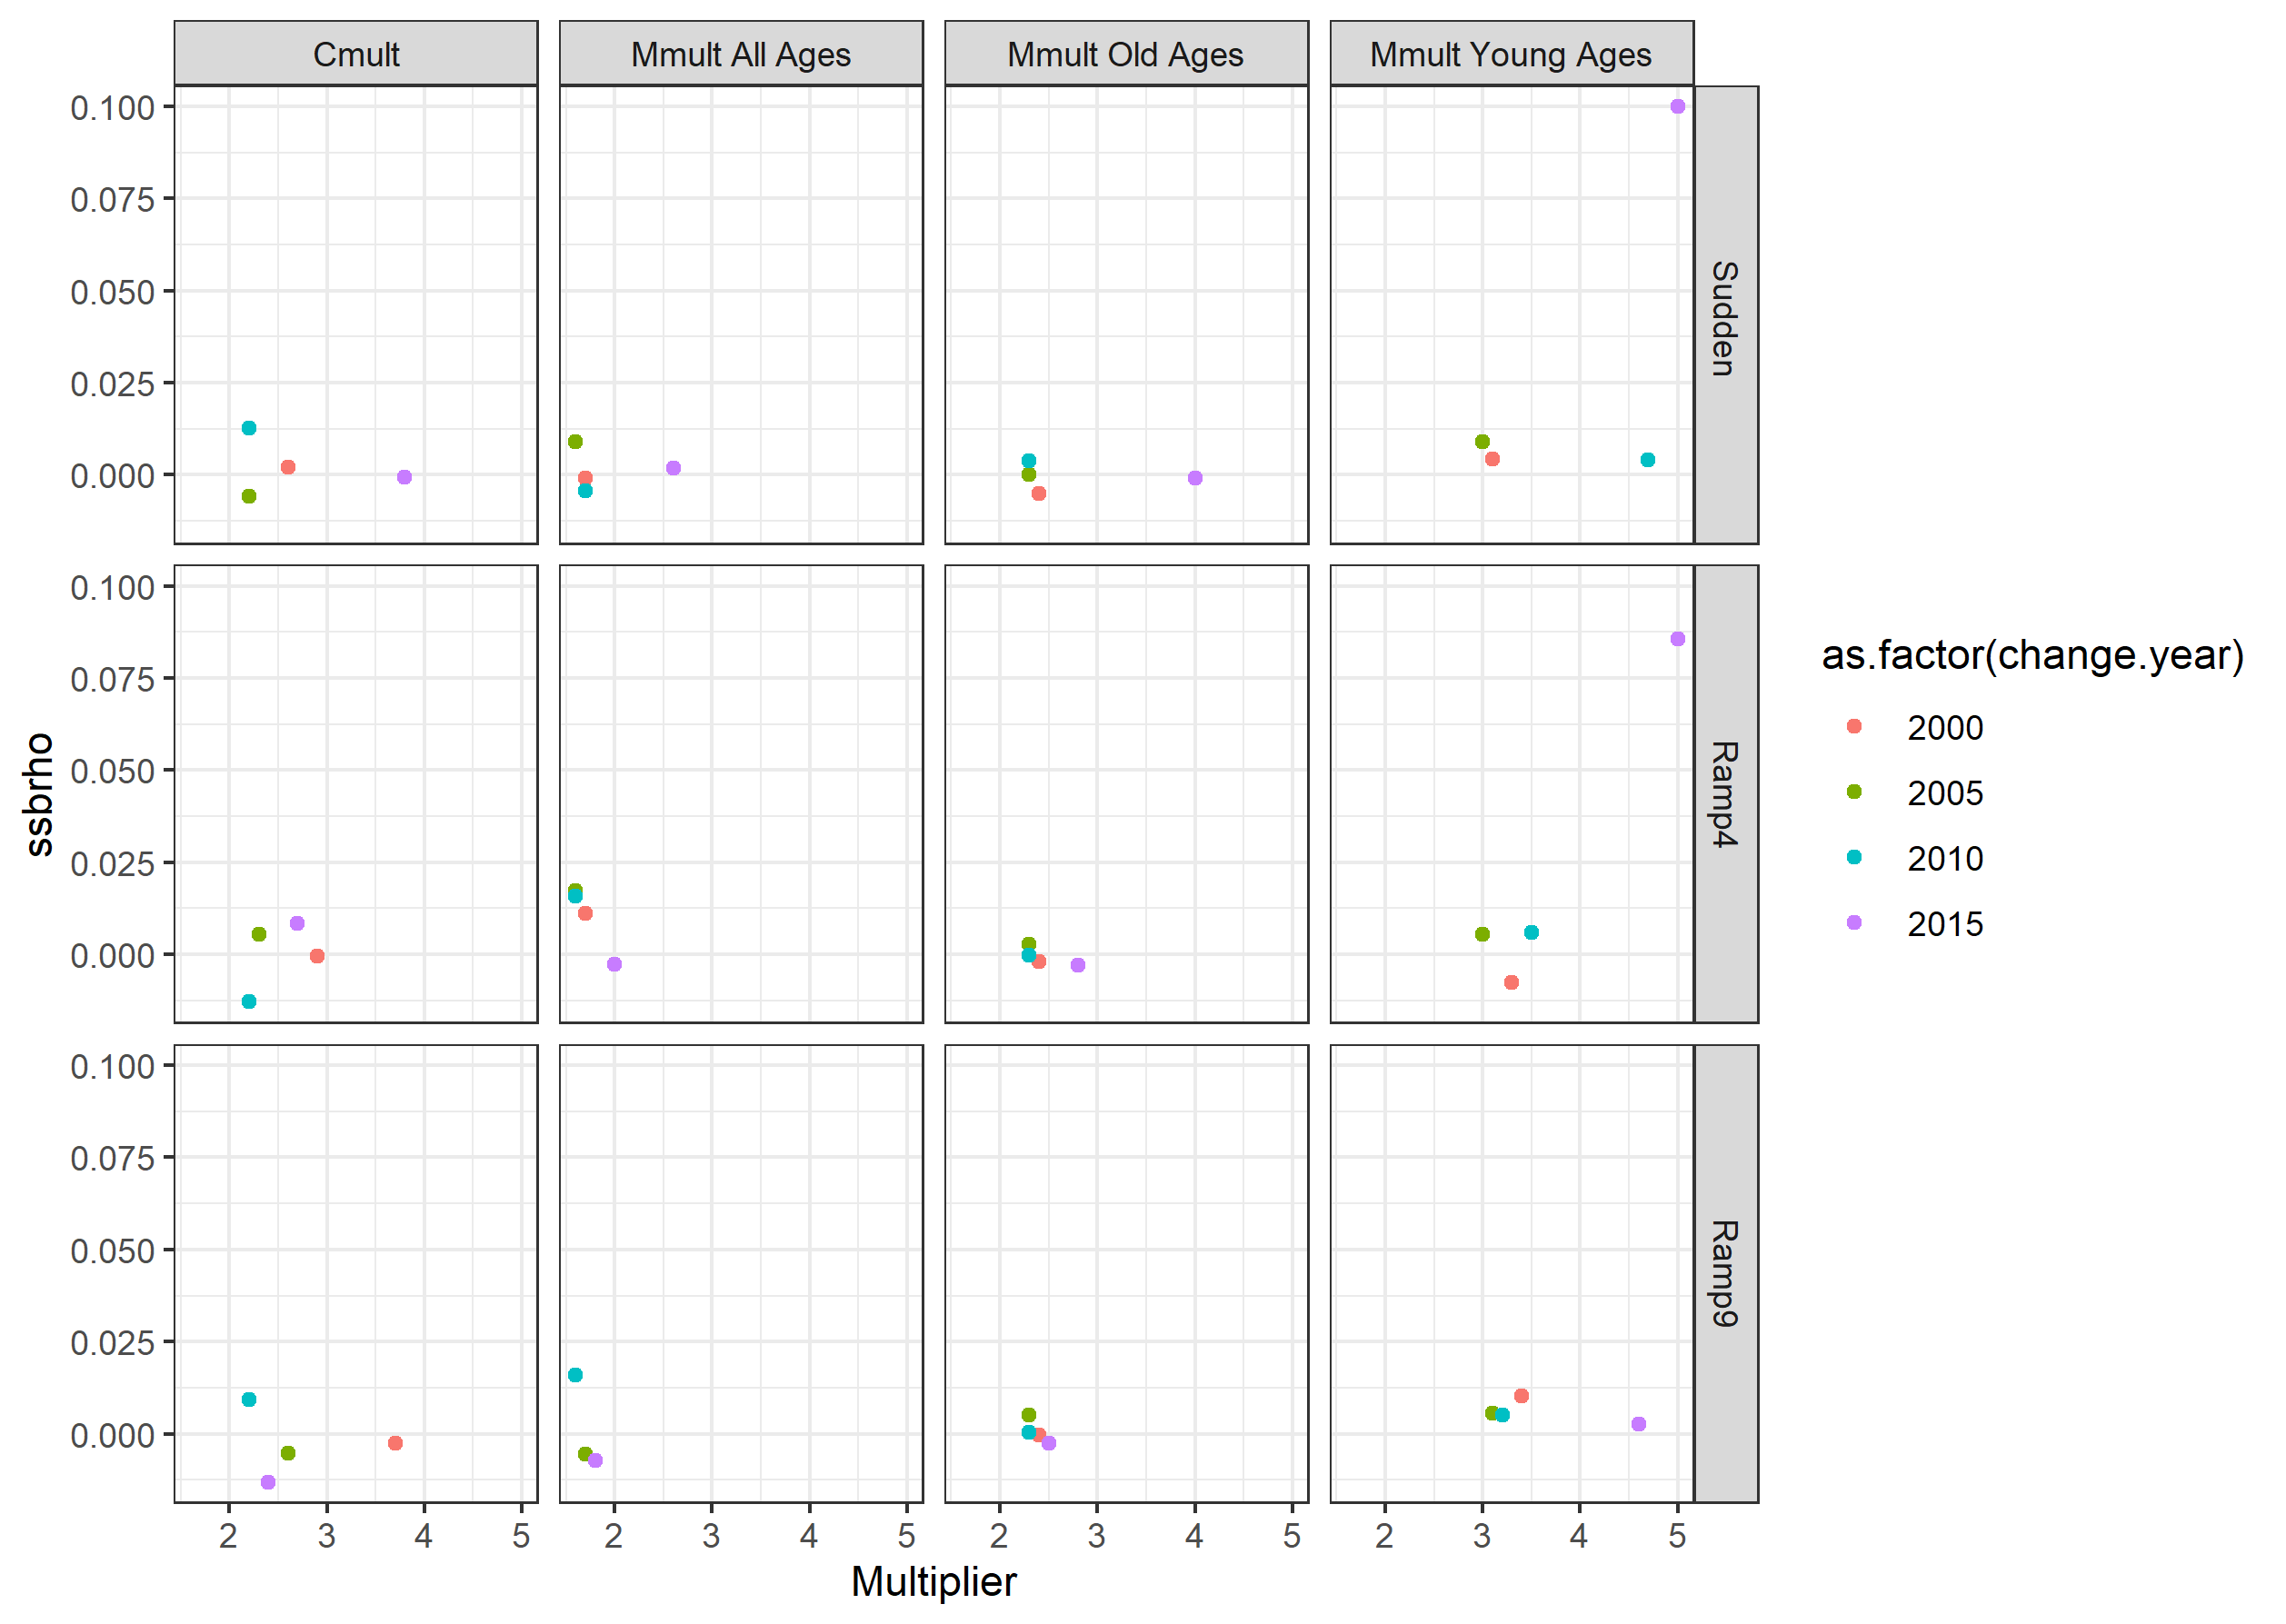 Cmult
Mmult All Ages
Mmult Old Ages
Mmult Young Ages
0.100
0.075
0.050
0.025
0.000
Sudden
0.100
0.075
0.050
0.025
0.000
Ramp4
0.100
0.075
0.050
0.025
0.000
Ramp9
ssbrho
2 3 4 5 2 3 4 5 2 3 4 5 2 3 4 5
Multiplier
as.factor(change.year)
2000
2005
2010
2015